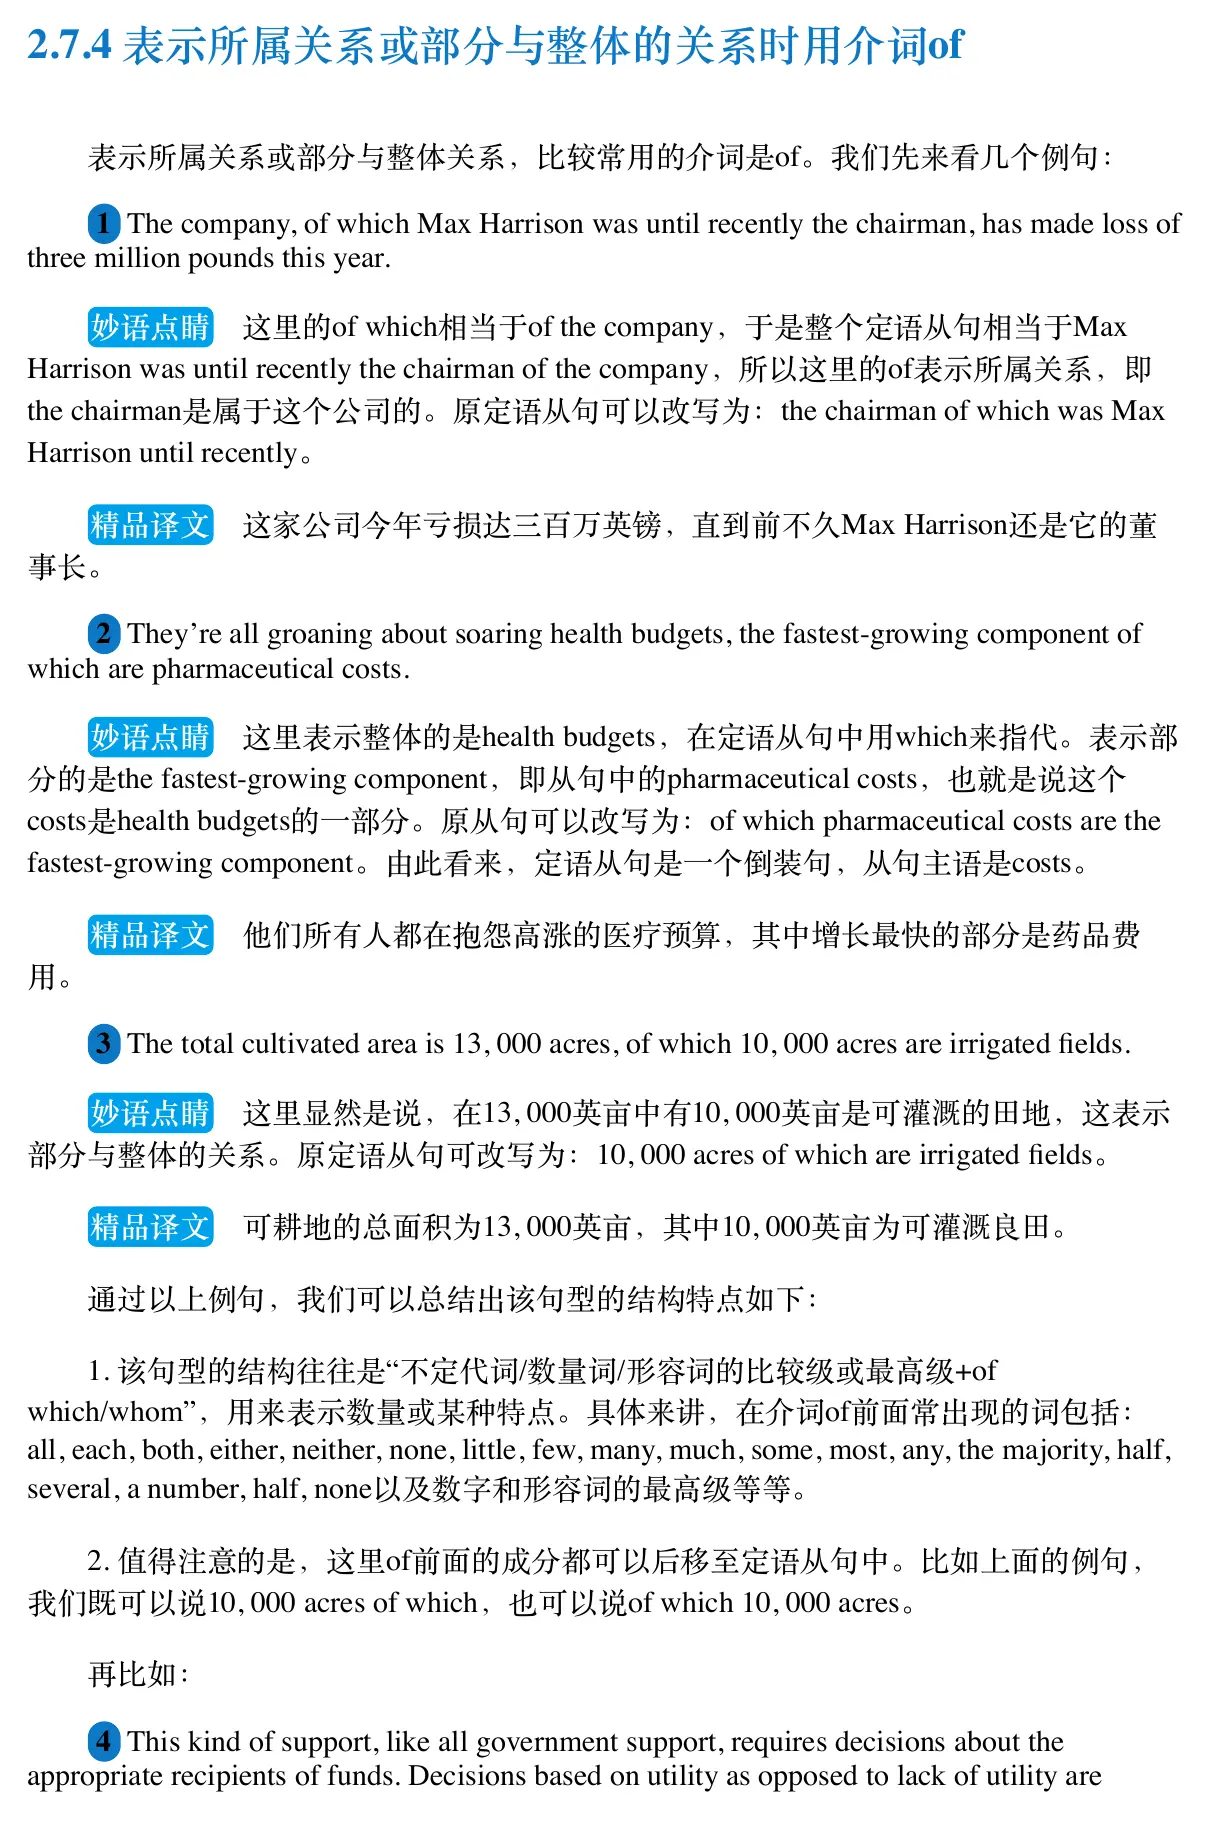 2.7.4 表示所属关系或部分与整体的关系时用介词of
表示所属关系或部分与整体关系，比较常用的介词是of。我们先来看几个例句：
1 The company, of which Max Harrison was until recently the chairman, has made loss of
three million pounds this year.
妙语点睛 这里的of which相当于of the company，于是整个定语从句相当于Max
Harrison was until recently the chairman of the company，所以这里的of表示所属关系，即
the chairman是属于这个公司的。原定语从句可以改写为：the chairman of which was Max
Harrison until recently。
精品译文 这家公司今年亏损达三百万英镑，直到前不久Max Harrison还是它的董
事长。
2 They’re all groaning about soaring health budgets, the fastest-growing component of
which are pharmaceutical costs.
妙语点睛 这里表示整体的是health budgets，在定语从句中用which来指代。表示部
分的是the fastest-growing component，即从句中的pharmaceutical costs，也就是说这个
costs是health budgets的一部分。原从句可以改写为：of which pharmaceutical costs are the
fastest-growing component。由此看来，定语从句是一个倒装句，从句主语是costs。
精品译文 他们所有人都在抱怨高涨的医疗预算，其中增长最快的部分是药品费
用。
3 The total cultivated area is 13, 000 acres, of which 10, 000 acres are irrigated fields.
妙语点睛 这里显然是说，在13, 000英亩中有10, 000英亩是可灌溉的田地，这表示
部分与整体的关系。原定语从句可改写为：10, 000 acres of which are irrigated fields。
精品译文 可耕地的总面积为13, 000英亩，其中10, 000英亩为可灌溉良田。
通过以上例句，我们可以总结出该句型的结构特点如下：
1. 该句型的结构往往是“不定代词/数量词/形容词的比较级或最高级+of
which/whom”，用来表示数量或某种特点。具体来讲，在介词of前面常出现的词包括：
all, each, both, either, neither, none, little, few, many, much, some, most, any, the majority, half,
several, a number, half, none以及数字和形容词的最高级等等。
2. 值得注意的是，这里of前面的成分都可以后移至定语从句中。比如上面的例句，
我们既可以说10, 000 acres of which，也可以说of which 10, 000 acres。
再比如：
4 This kind of support, like all government support, requires decisions about the
appropriate recipients of funds. Decisions based on utility as opposed to lack of utility are